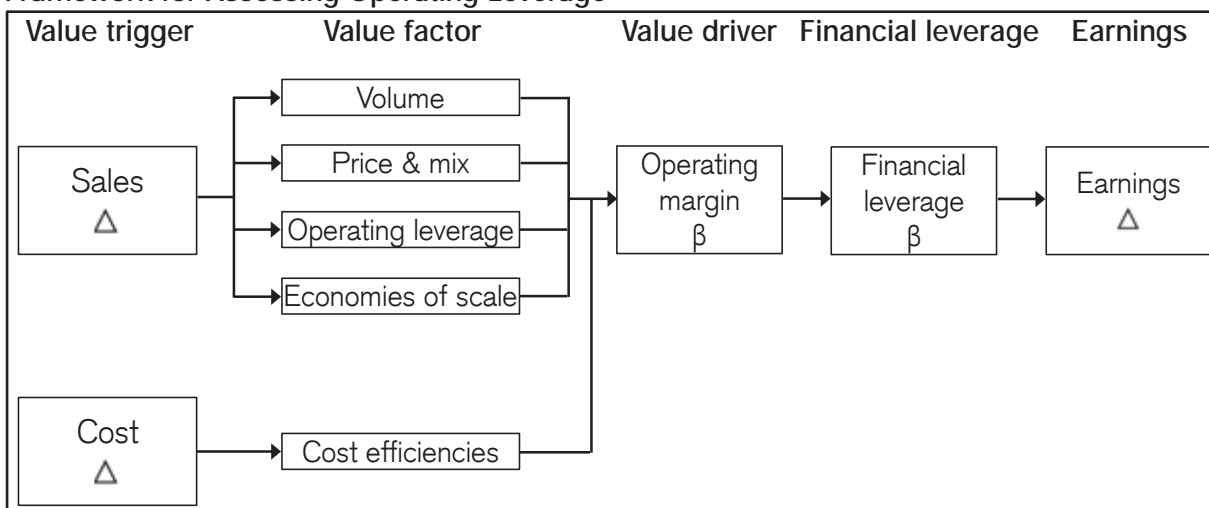 Framework for Assessing Operating Leverage
Value trigger Value factor Value driver Financial leverage Earnings
Volume
Price & mix
Operating leverage
Economies of scale
Sales
Δ
Operating
margin
β
Financial
leverage
β
Earnings
Δ
Cost
Δ
Cost efficiencies